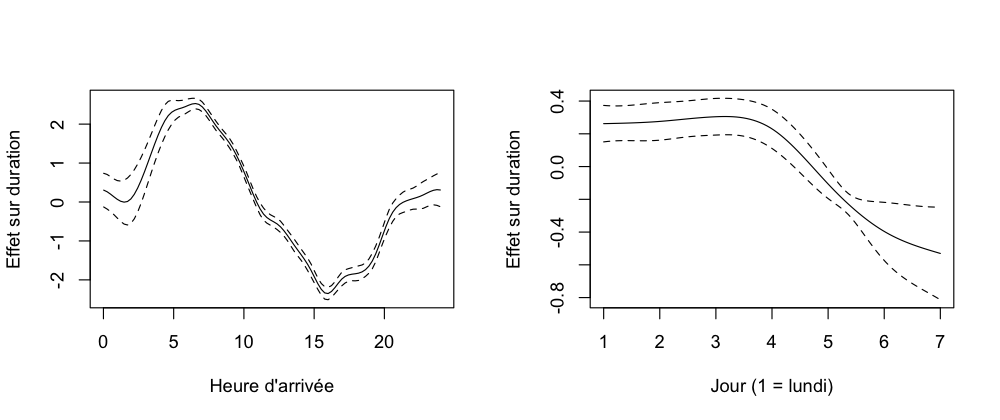 Effet sur duration
2
1
0
-1
-2
0 5 10 15 20
Heure d'arrivée
Effet sur duration
0.4
0.0
-0.4
-0.8
1 2 3 4 5 6 7
Jour (1 = lundi)